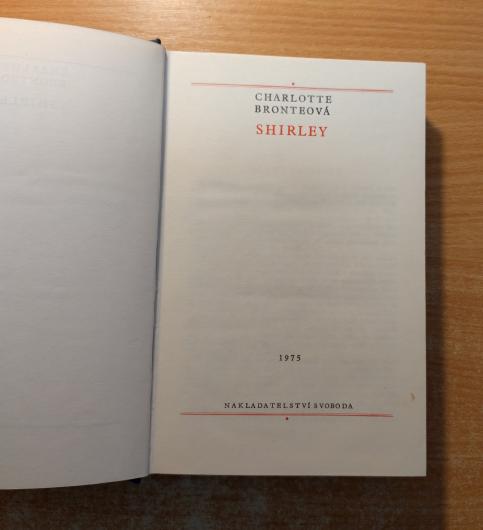 CHARLOTTE
BRONTEOVÁ
SHIRLEY
1975
NAKLADATELSTVÍ SVOBODA